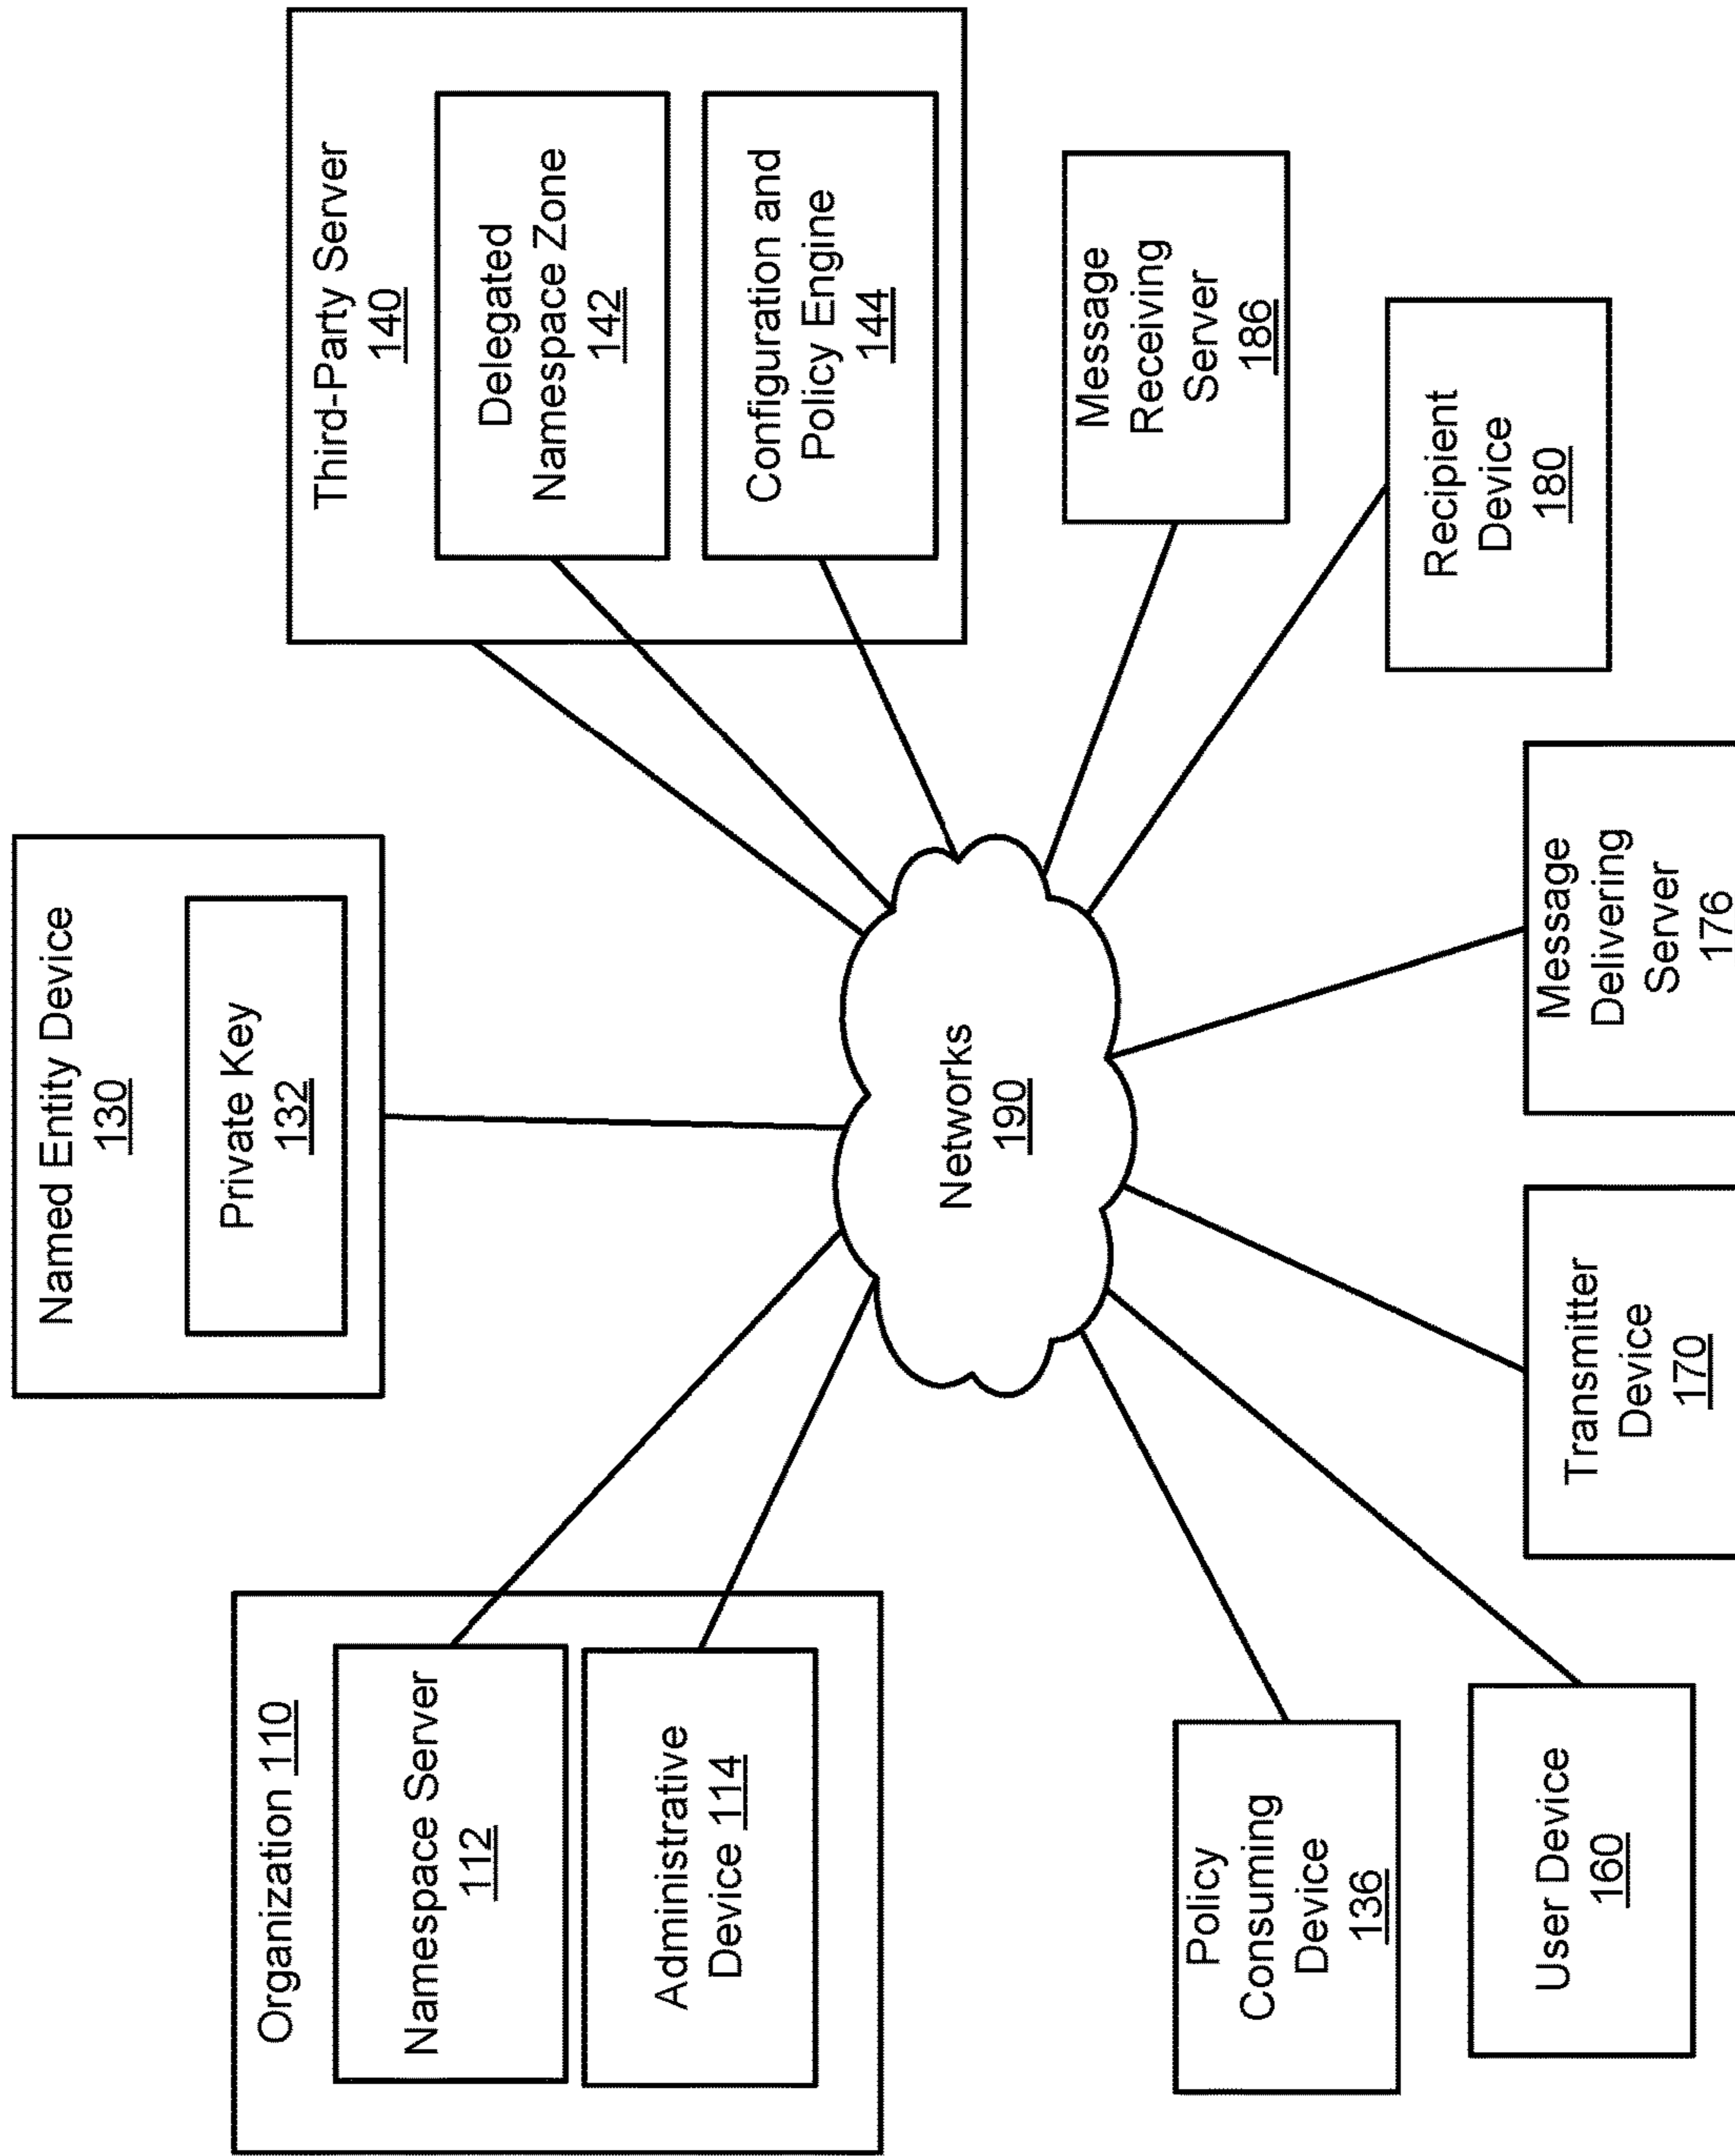 Organization 110
Namespace Server
112
Administrative
Device 114
Named Entity Device
130
Private Key
132
Third-Party Server
140
Delegated
Namespace Zone
142
Configuration and
Policy Engine
144
Networks
190
Policy
Consuming
Device
136
User Device
160
Transmitter
Device
170
Message
Delivering
Server
176
Recipient
Device
180
Message
Receiving
Server
186